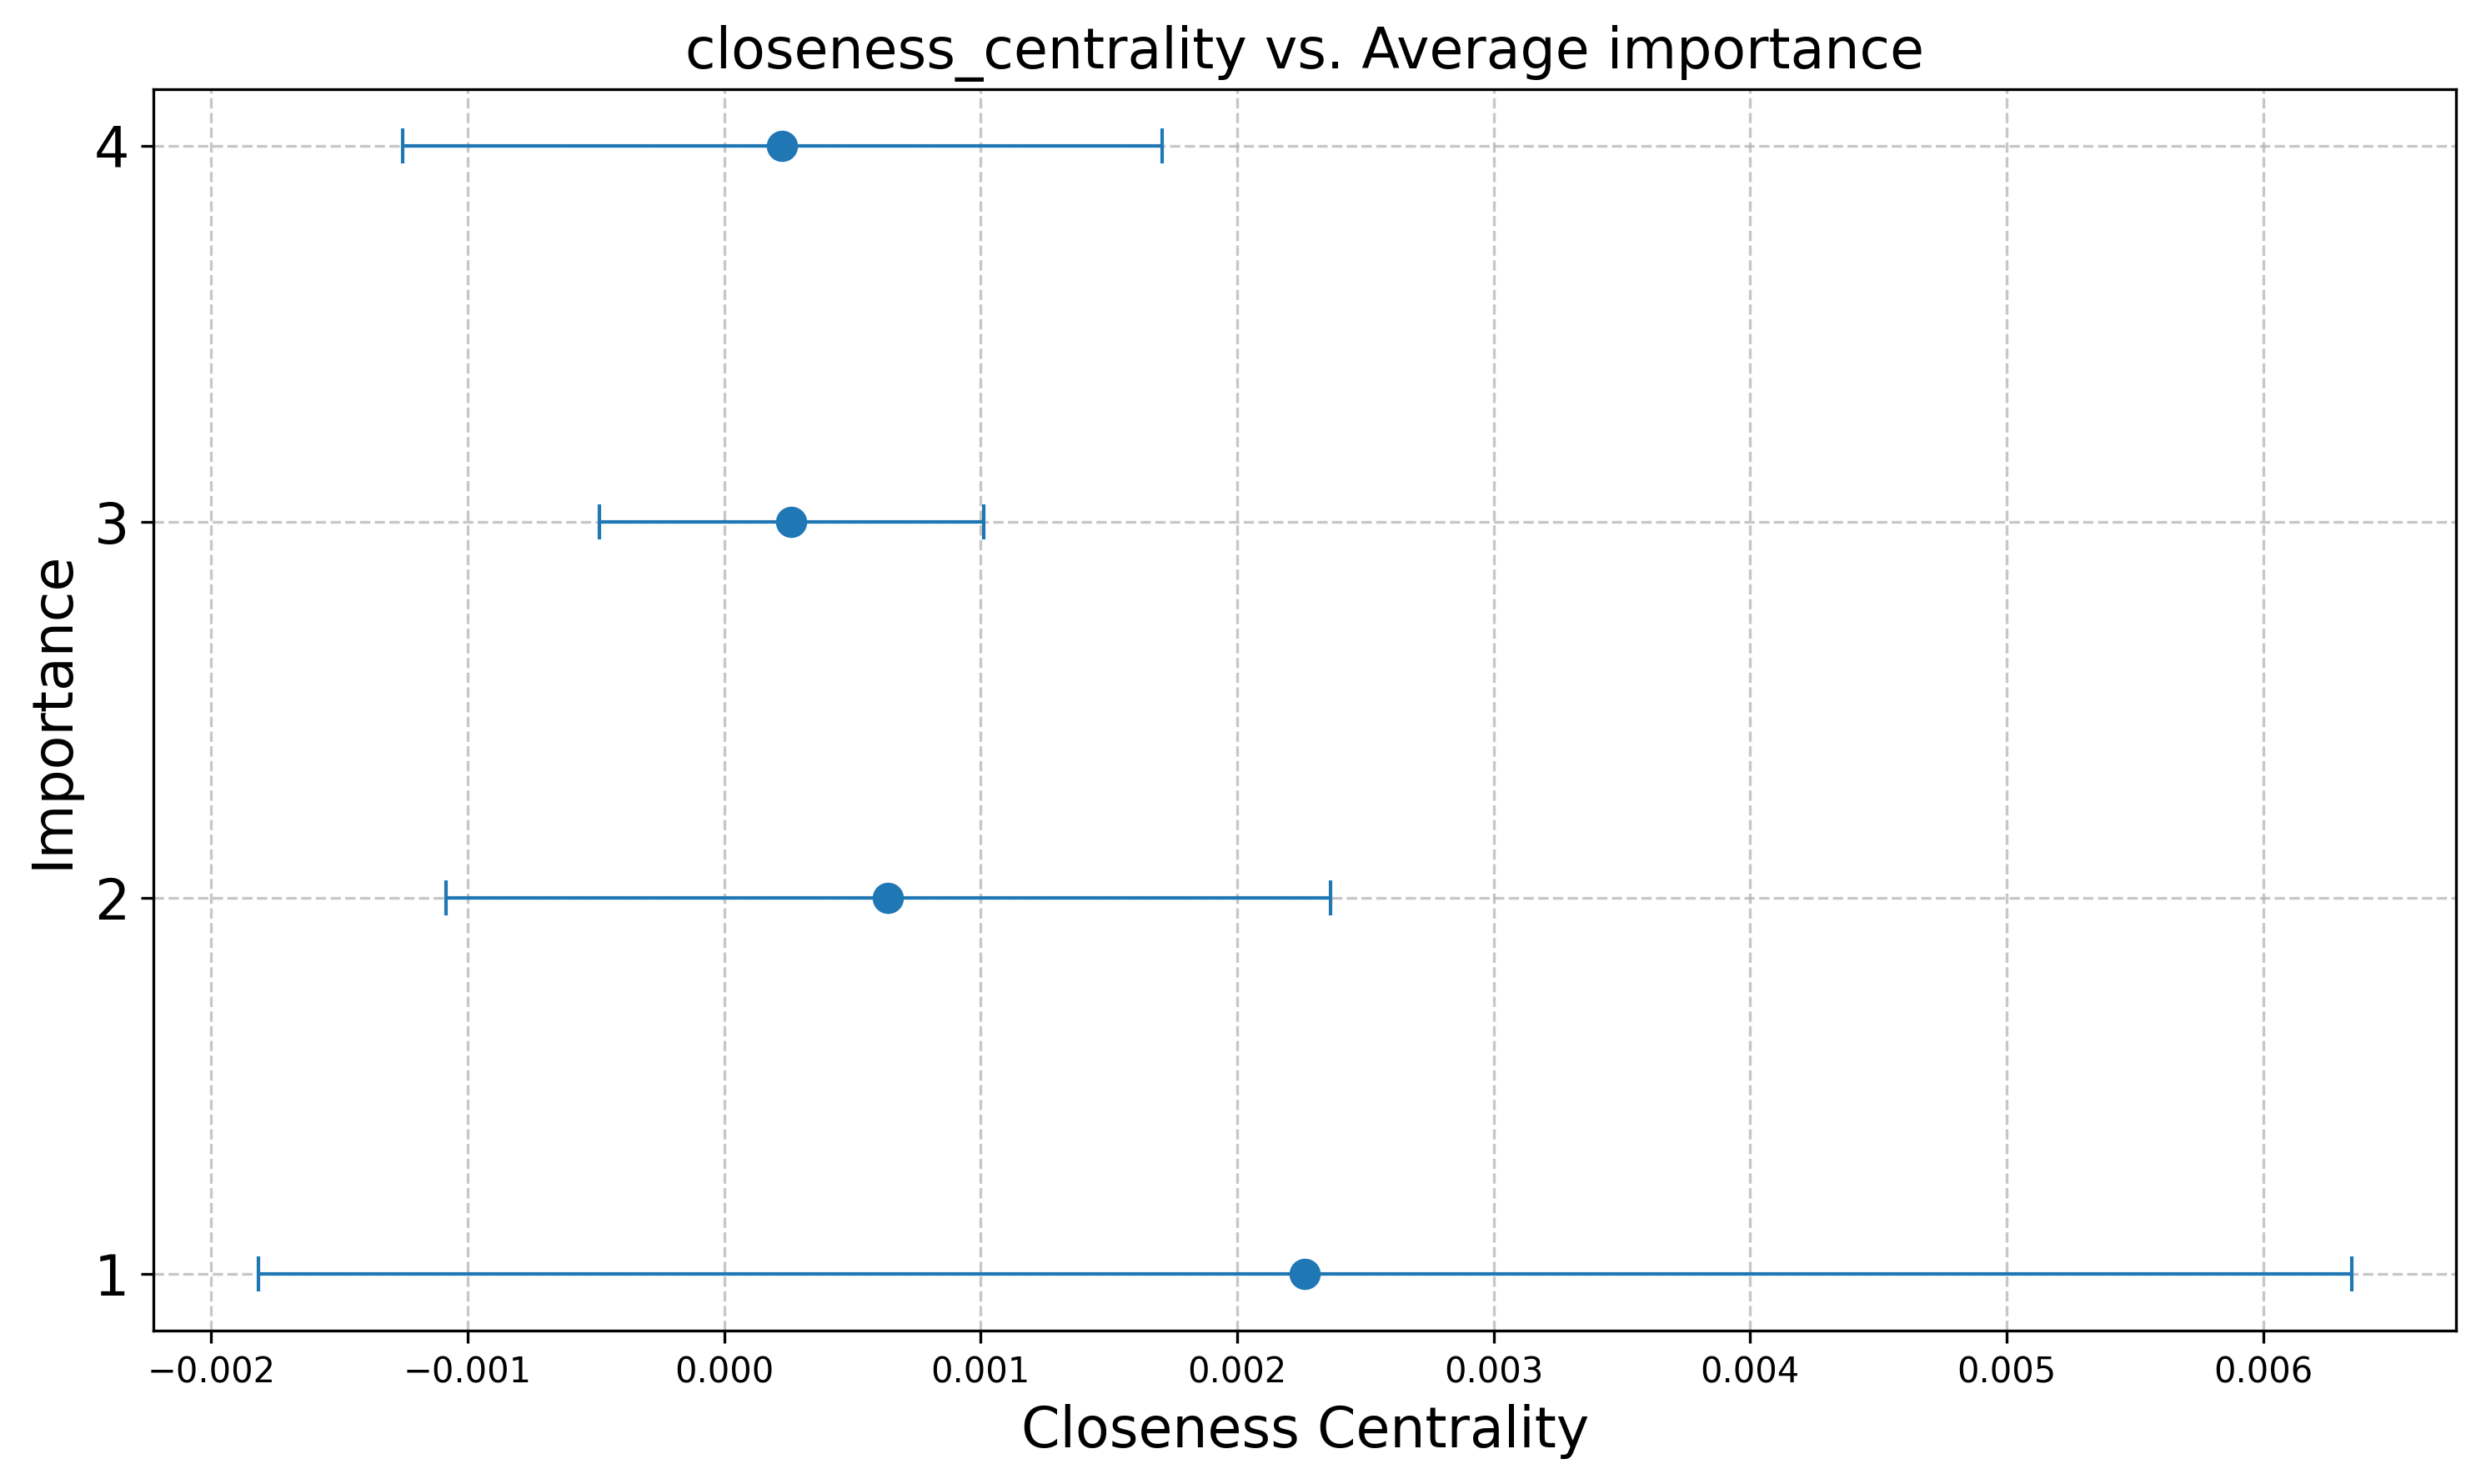 closeness_centrality vs. Average importance
4
3
2
1
Importance
−0.002 −0.001 0.000 0.001 0.002 0.003 0.004 0.005 0.006
Closeness Centrality